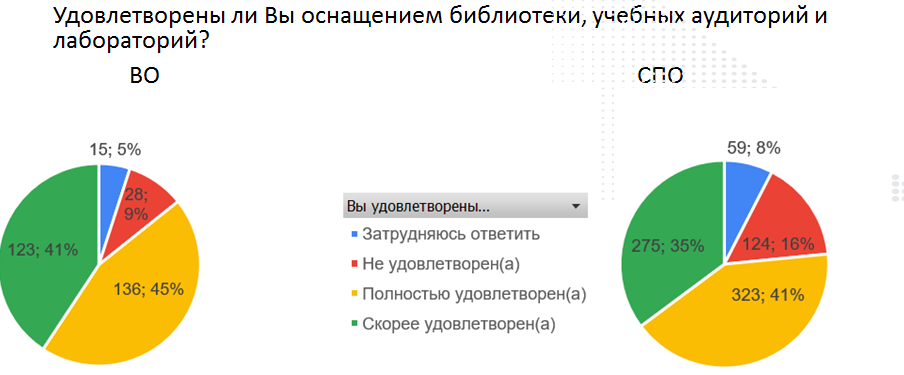 Удовлетворены ли Вы оснащением библиотеки, учебных аудиторий и
лабораторий?
ВО
СПО
15; 5%
28;
9%
123; 41%
136; 45%
Вы удовлетворены...
Затрудняюсь ответить
Не удовлетворен(а)
Полностью удовлетворен(а)
Скорее удовлетворен(а)
59; 8%
275; 35%
124; 16%
323; 41%